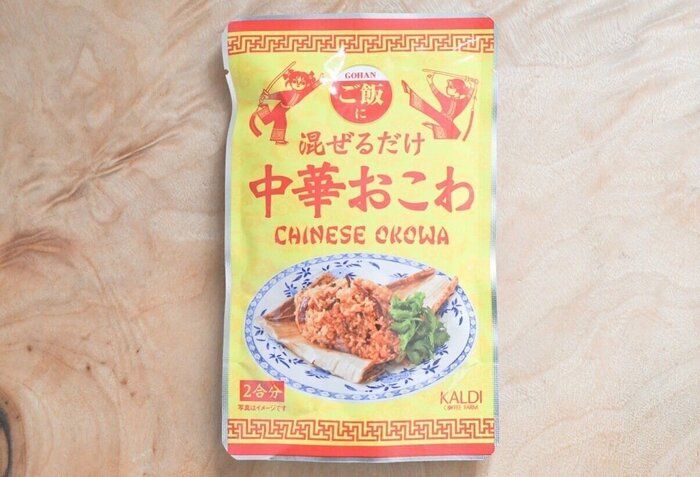 GOHAN
ご飯
に
混ぜるだけ
中華おこわ
CHINESE OKOWA
2合分
写真はイメージです
KALDI
COFFEE FARM